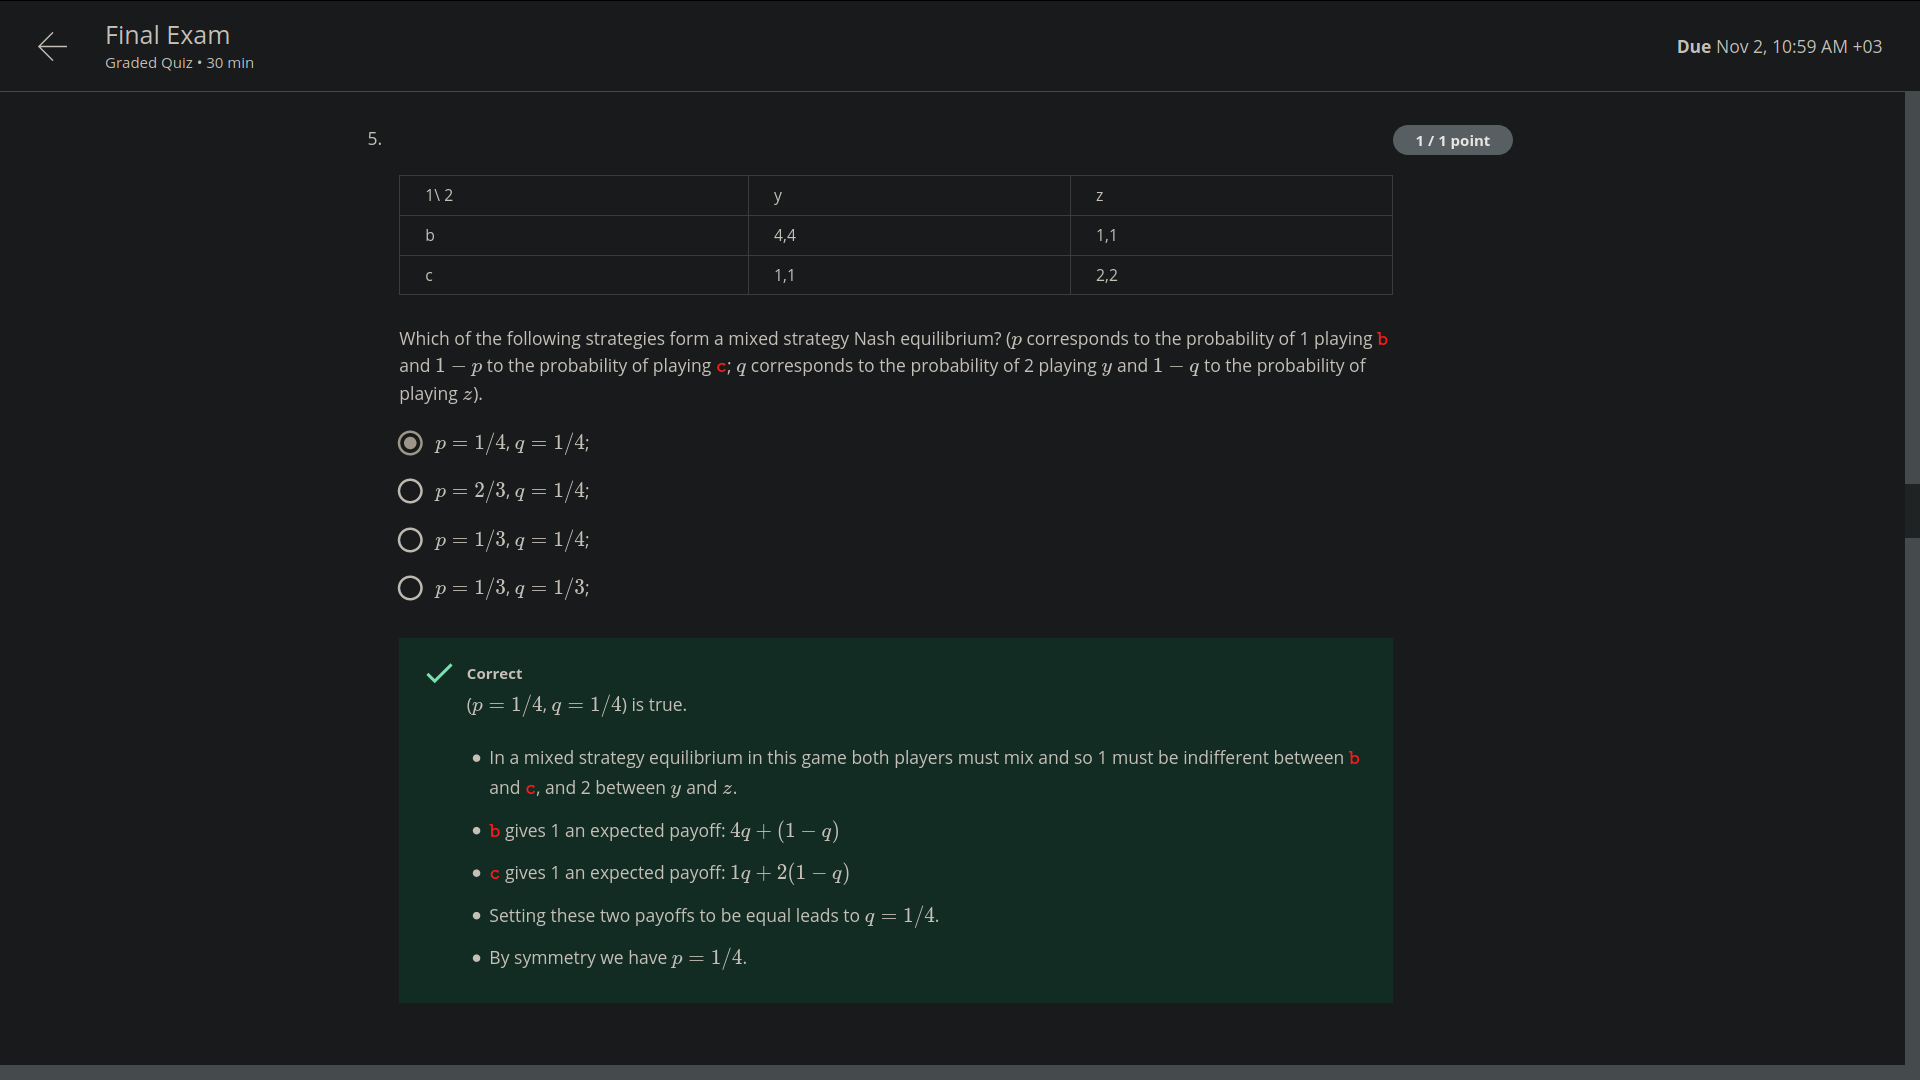 Final Exam
Graded Quiz • 30 min
Due Nov 2, 10:59 AM +03
5.
1 / 1 point
1\ 2 y z
b 4,4 1,1
c 1,1 2,2
Which of the following strategies form a mixed strategy Nash equilibrium? (p corresponds to the probability of 1 playing b
and 1 − p to the probability of playing c; q corresponds to the probability of 2 playing y and 1 − q to the probability of
playing z).
p = 1/4, q = 1/4;
p = 2/3, q = 1/4;
p = 1/3, q = 1/4;
p = 1/3, q = 1/3;
Correct
(p = 1/4, q = 1/4) is true.
• In a mixed strategy equilibrium in this game both players must mix and so 1 must be indifferent between b
and c, and 2 between y and z.
• b gives 1 an expected payoff: 4q + (1 − q)
• c gives 1 an expected payoff: 1q + 2(1 − q)
• Setting these two payoffs to be equal leads to q = 1/4.
• By symmetry we have p = 1/4.